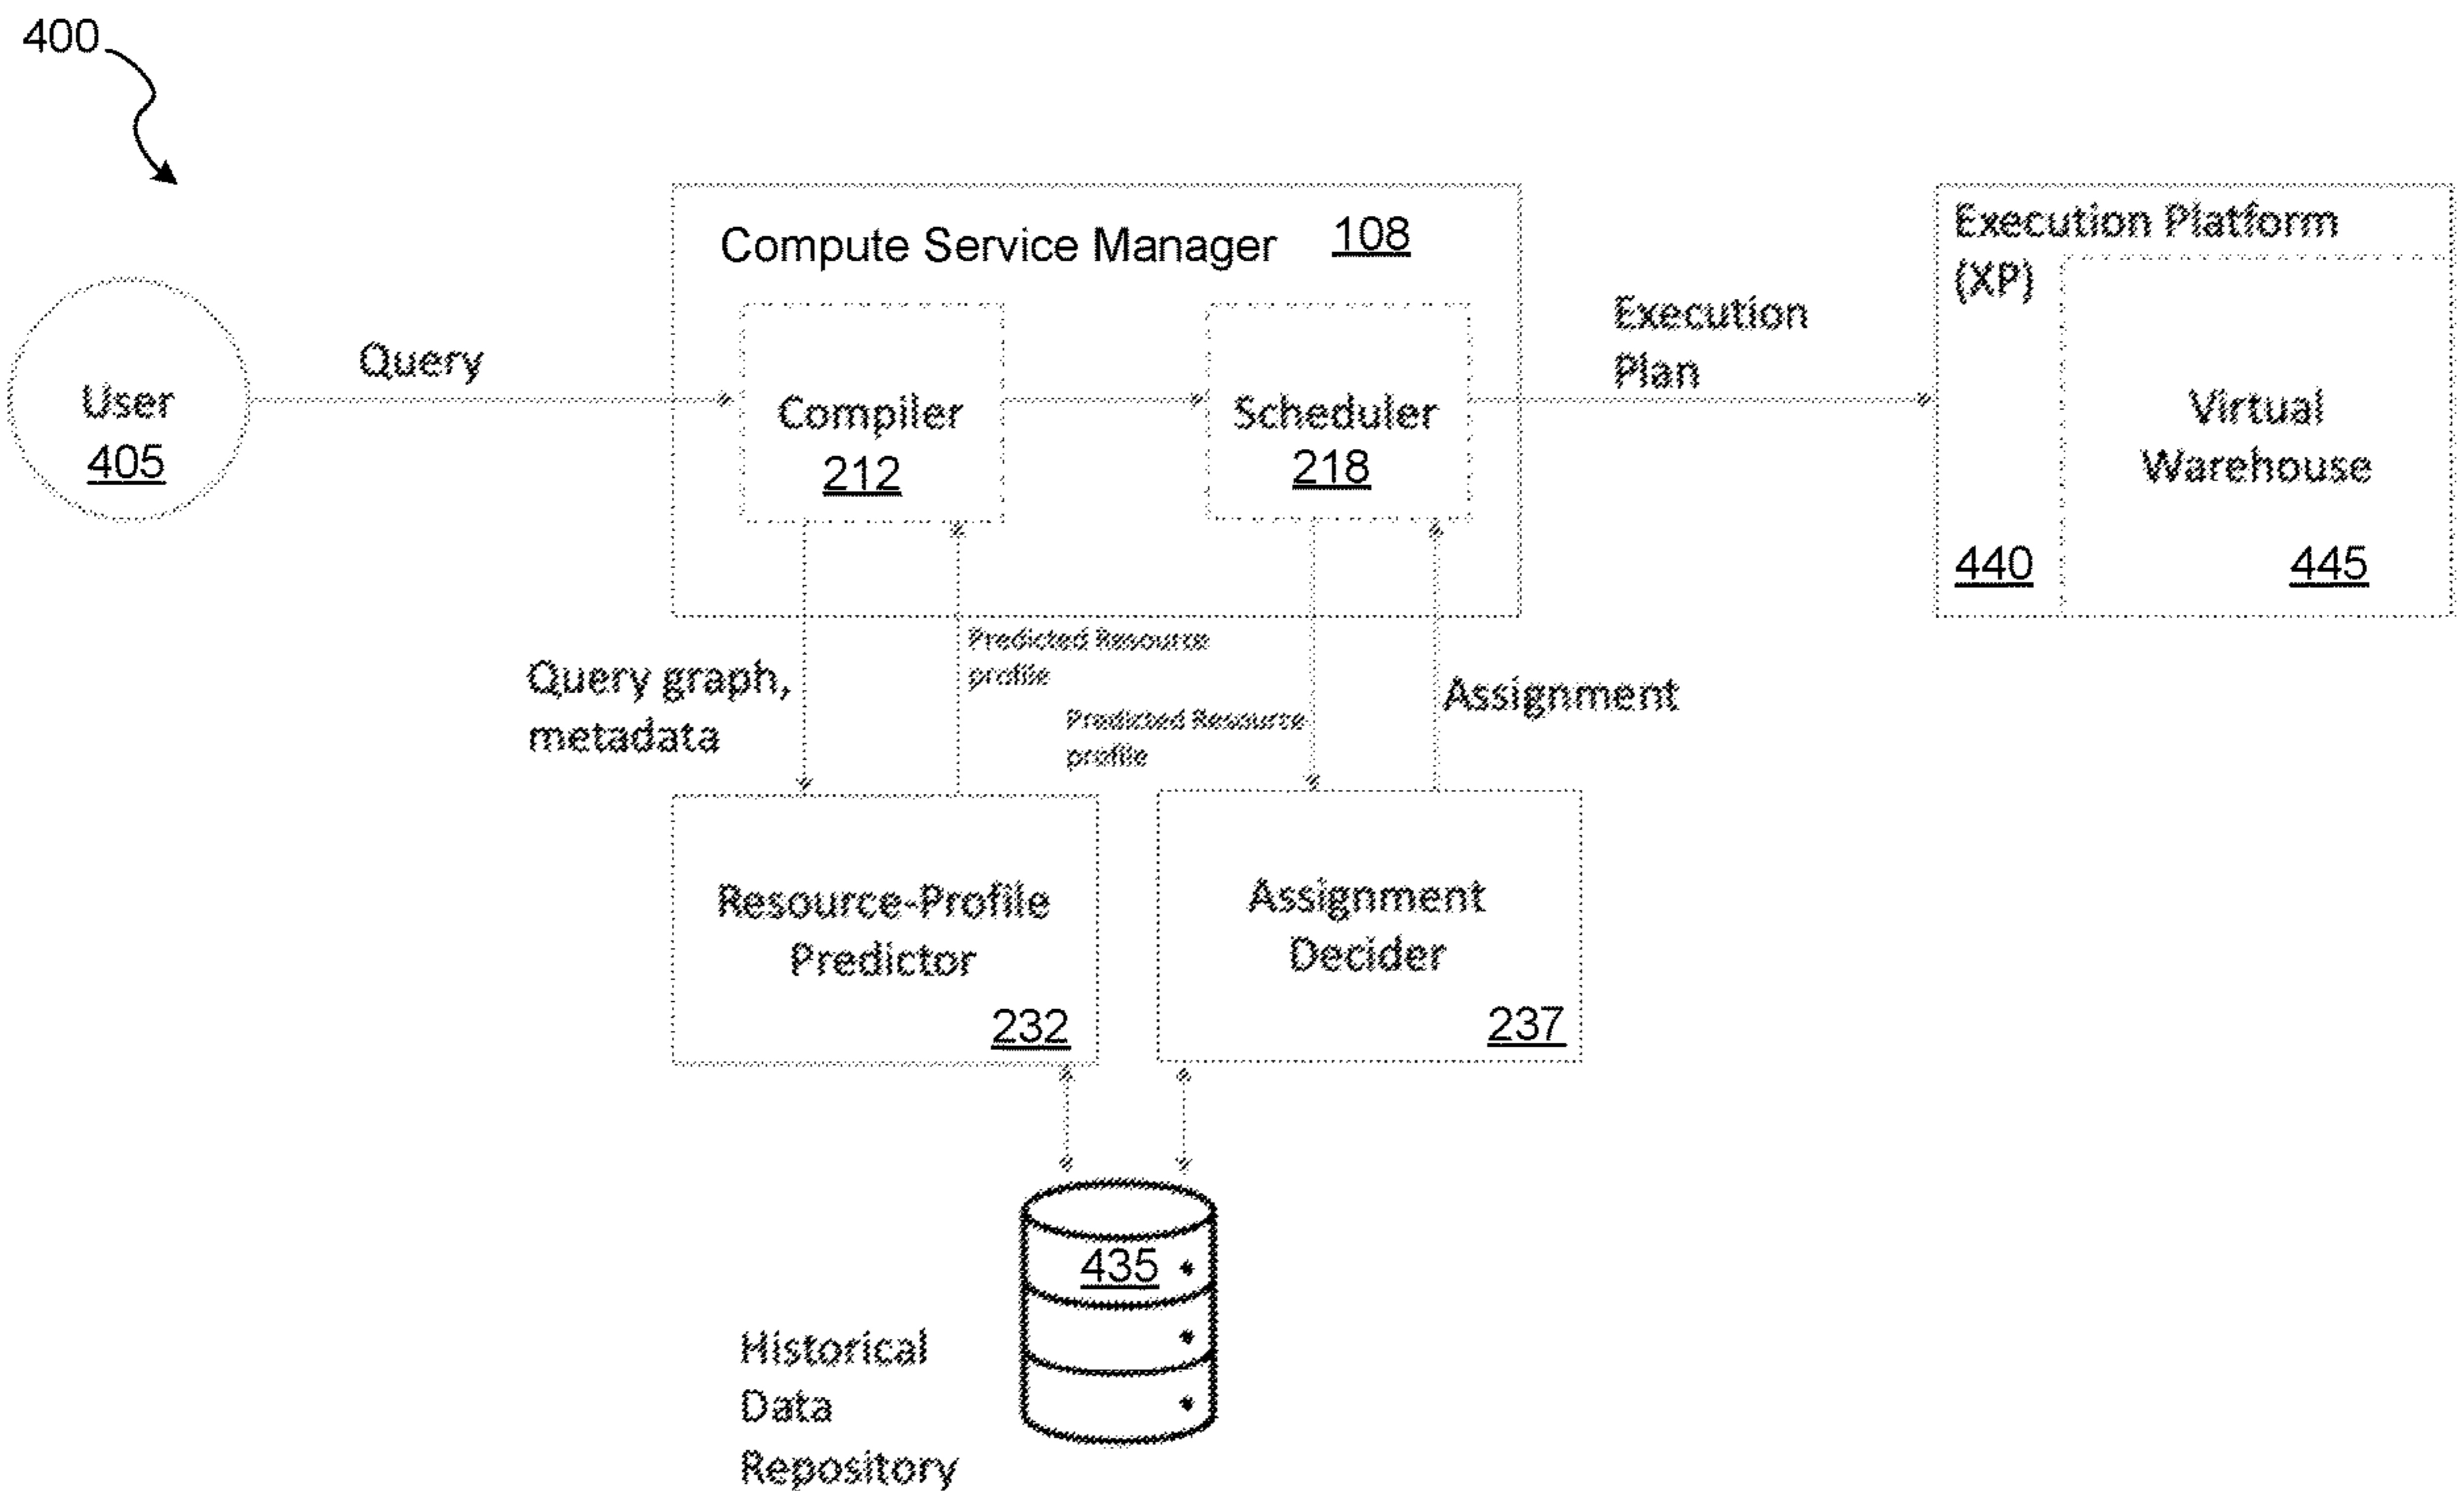 400
Compute Service Manager 108
Execution Platform
(XP)
User
405
Query
Compiler
212
Scheduler
218
Execution
Plan
Virtual
Warehouse
440
445
Query graph,
metadata
Predicted Resource
profile
Predicted Resource
profile
Assignment
Resource-Profile
Predictor
232
Assignment
Decider
237
435
Historical
Data
Repository